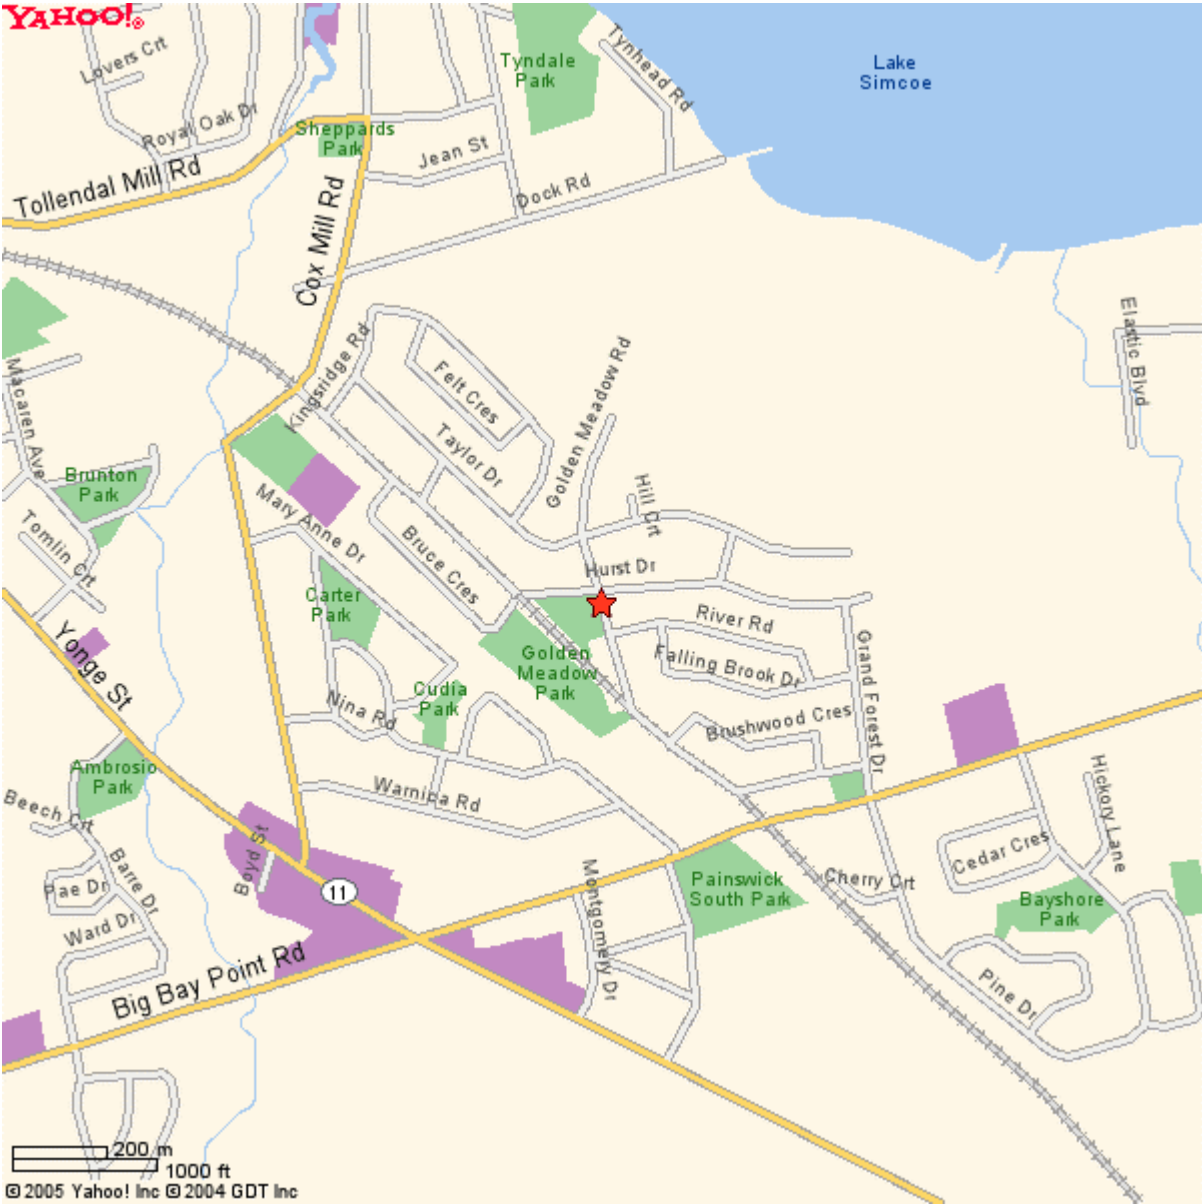 YAHOO!®
Lovers Crt
Tyndale
Park
Tynhead Rd
Lake
Simcoe
Royal Oak Dr
Sheppards
Park
Jean St
Tollendal Mill Rd
Dock Rd
Cox Mill Rd
Elastic Blvd
Kingsridge Rd
Macaren Ave
Felt Cres
Golden Meadow Rd
Taylor Dr
Brunton
Park
Hill Crt
Mary Anne Dr
Tomlin Crt
Bruce Cres
Hurst Dr
Carter
Park
River Rd
Yonge St
Golden
Meadow
Park
Falling Brook Dr
Grand Forest Dr
Cudia
Park
Nina Rd
Brushwood Cres
Ambrosio
Park
Hickory Lane
Beech Crt
Warnica Rd
Boyd St
Barre Dr
Cedar Cres
Pae Dr
11
Montgomery Dr
Painswick
South Park
Cherry Crt
Bayshore
Park
Ward Dr
Big Bay Point Rd
Pine Dr
200 m
1000 ft
© 2005 Yahoo! Inc © 2004 GDT Inc